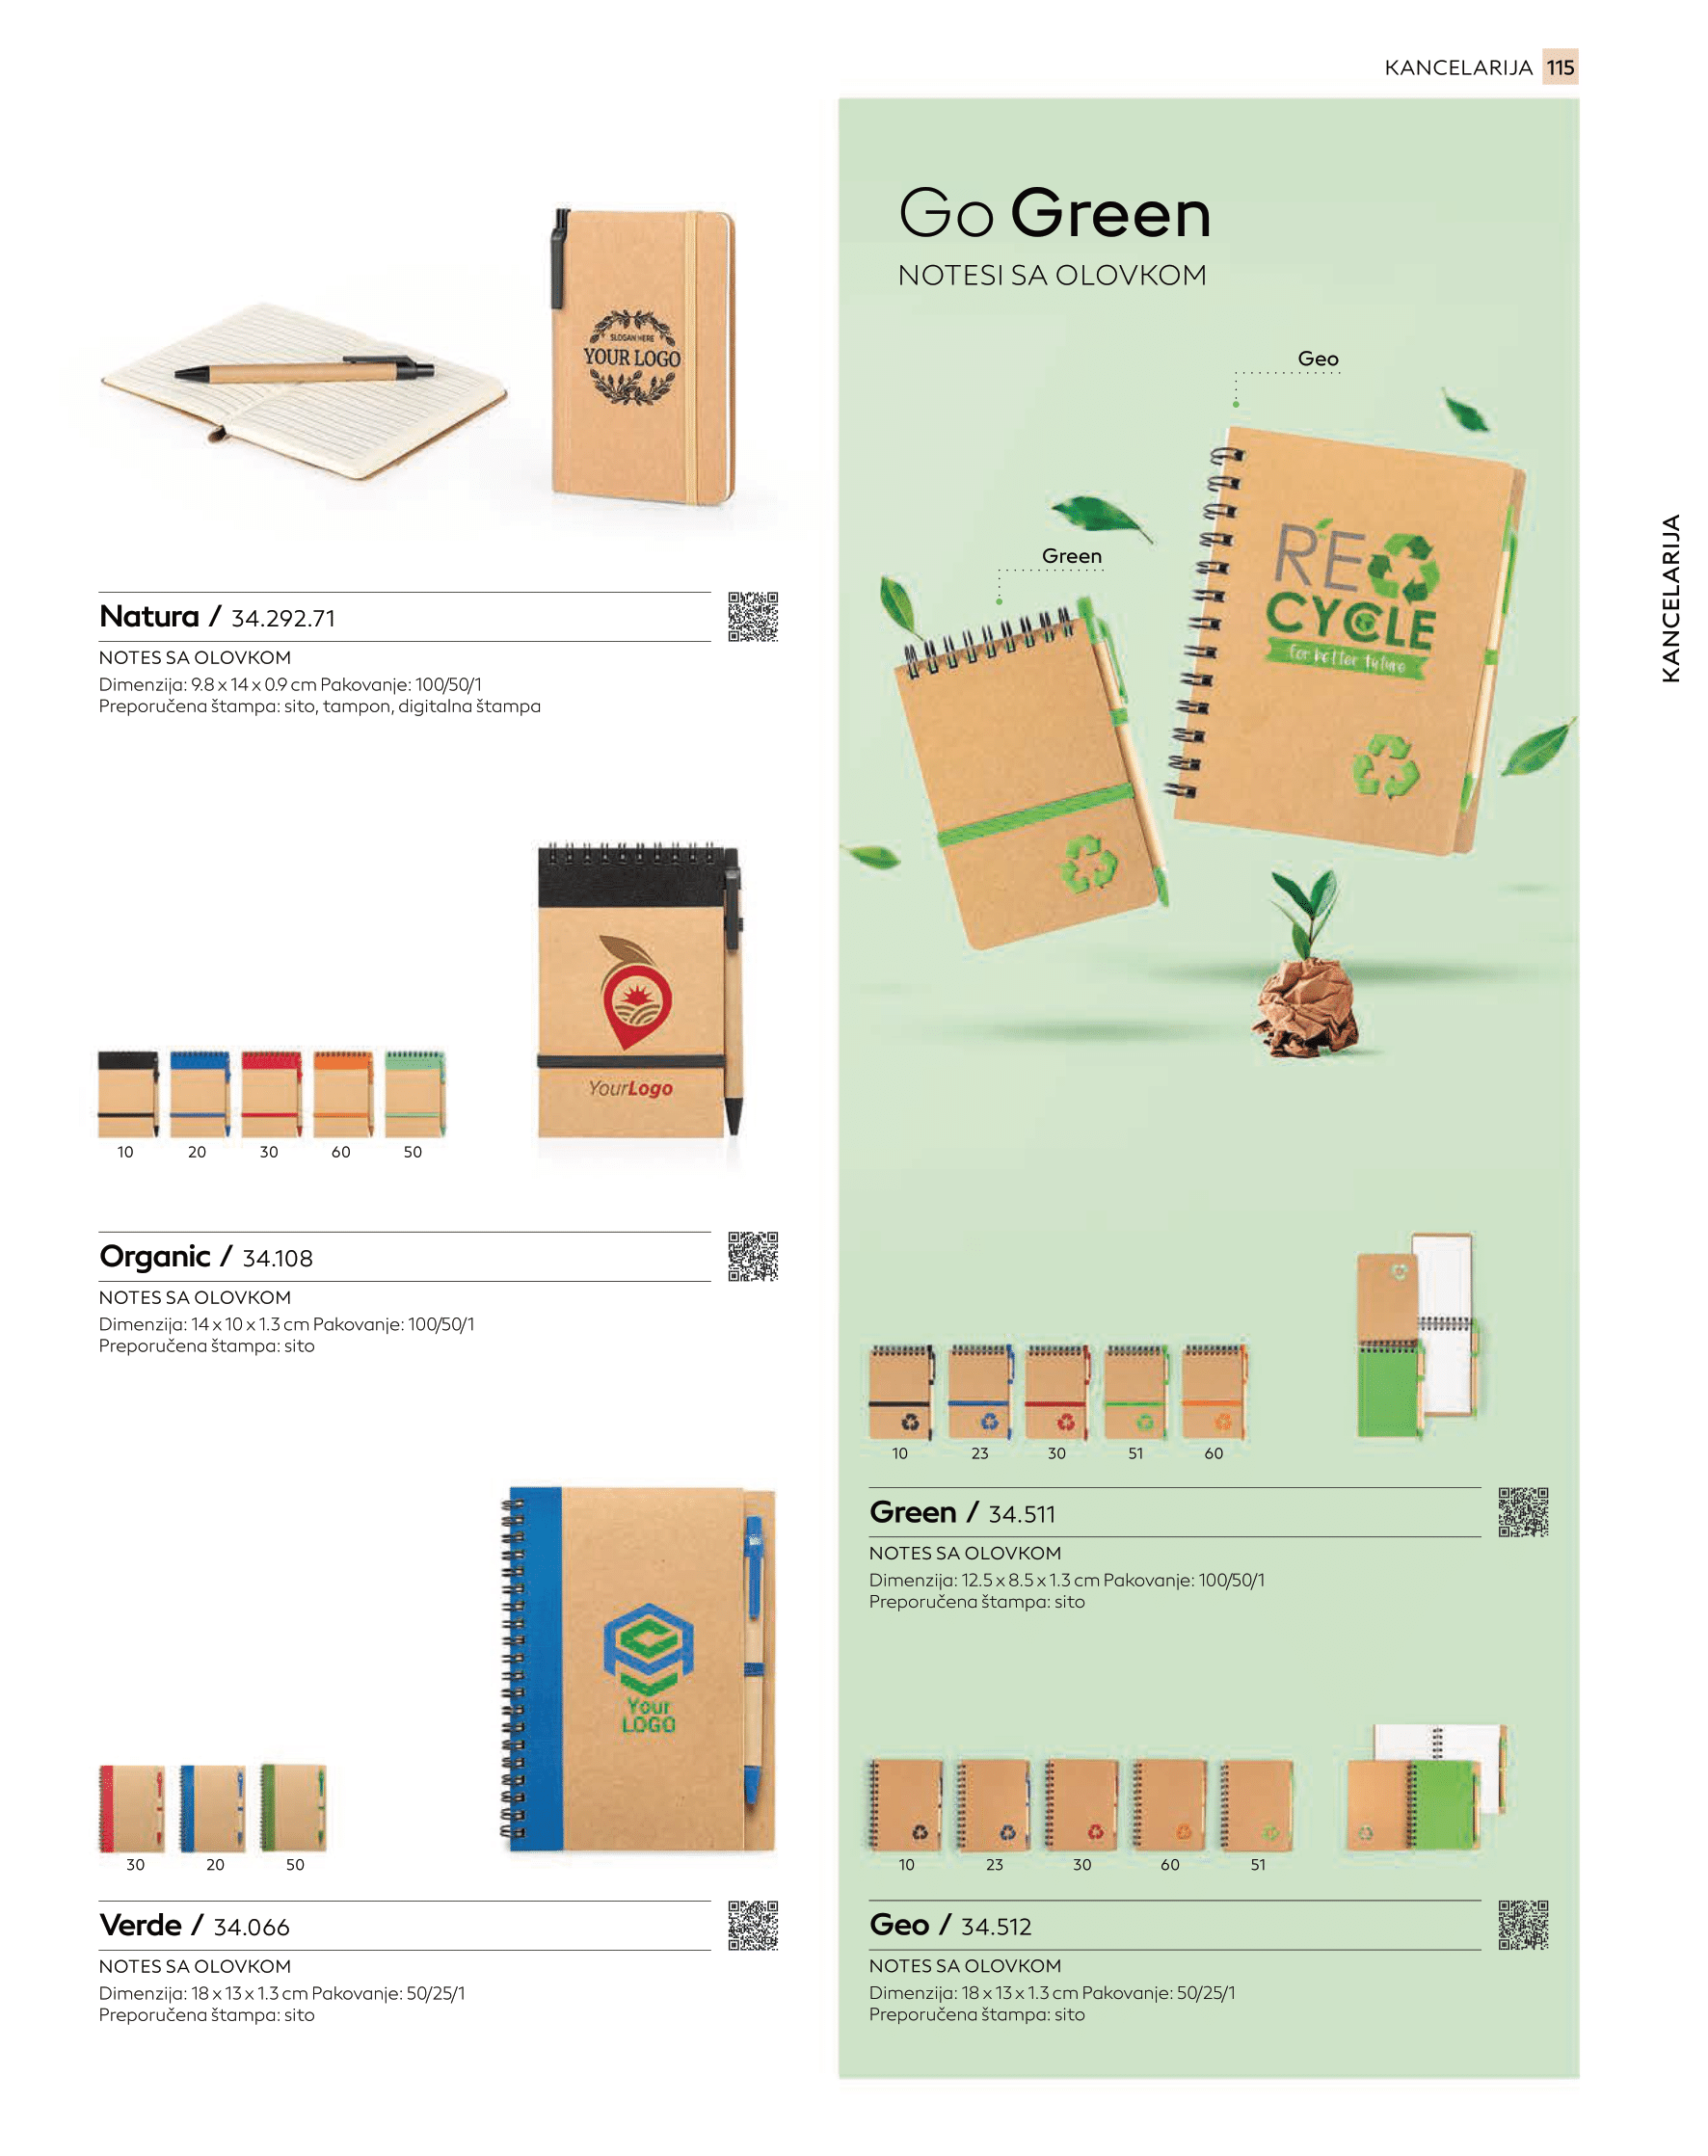 KANCELARIJA 115
SLOGAN HERE
YOUR LOGO
Natura / 34.292.71
NOTES SA OLOVKOM
Dimenzija: 9.8 x 14 x 0.9 cm Pakovanje: 100/50/1
Preporučena štampa: sito, tampon, digitalna štampa
YourLogo
10 20 30 60 50
Organic / 34.108
NOTES SA OLOVKOM
Dimenzija: 14 x 10 x 1.3 cm Pakovanje: 100/50/1
Preporučena štampa: sito
Your
LOGO
30 20 50
Verde / 34.066
NOTES SA OLOVKOM
Dimenzija: 18 x 13 x 1.3 cm Pakovanje: 50/25/1
Preporučena štampa: sito
Go Green
NOTESI SA OLOVKOM
Geo
Green
RE
CYCLE
for better future
10 23 30 51 60
Green / 34.511
NOTES SA OLOVKOM
Dimenzija: 12.5 x 8.5 x 1.3 cm Pakovanje: 100/50/1
Preporučena štampa: sito
10 23 30 60 51
Geo / 34.512
NOTES SA OLOVKOM
Dimenzija: 18 x 13 x 1.3 cm Pakovanje: 50/25/1
Preporučena štampa: sito
KANCELARIJA